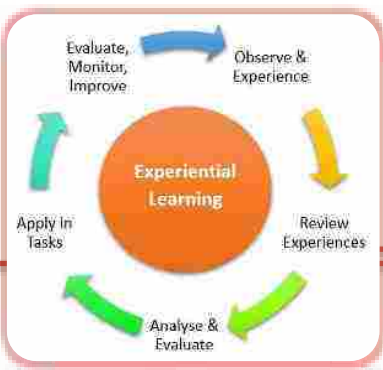 Evaluate,
Monitor,
Improve
Observe &
Experience
Experiential
Learning
Apply in
Tasks
Review
Experiences
Analyse &
Evaluate